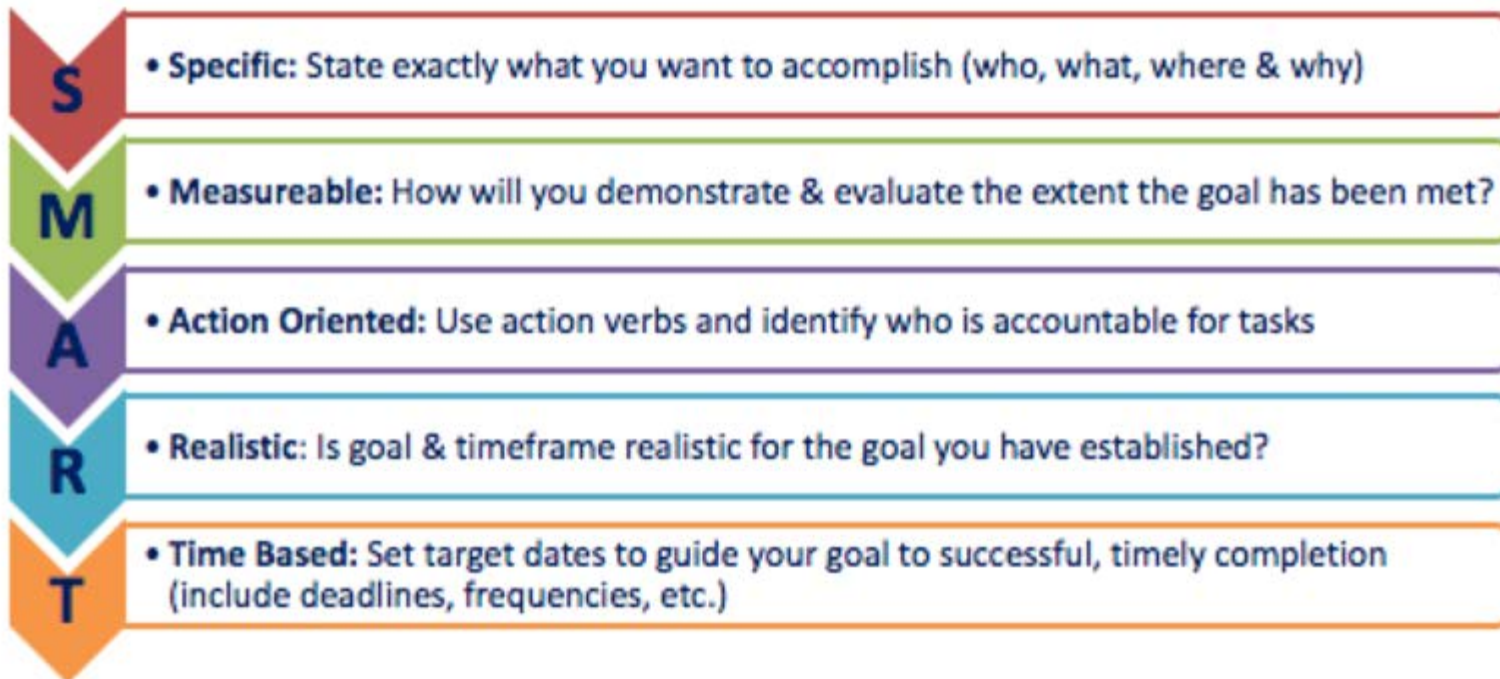 S
• Specific: State exactly what you want to accomplish (who, what, where & why)
M
• Measureable: How will you demonstrate & evaluate the extent the goal has been met?
A
• Action Oriented: Use action verbs and identify who is accountable for tasks
R
• Realistic: Is goal & timeframe realistic for the goal you have established?
T
• Time Based: Set target dates to guide your goal to successful, timely completion
(include deadlines, frequencies, etc.)